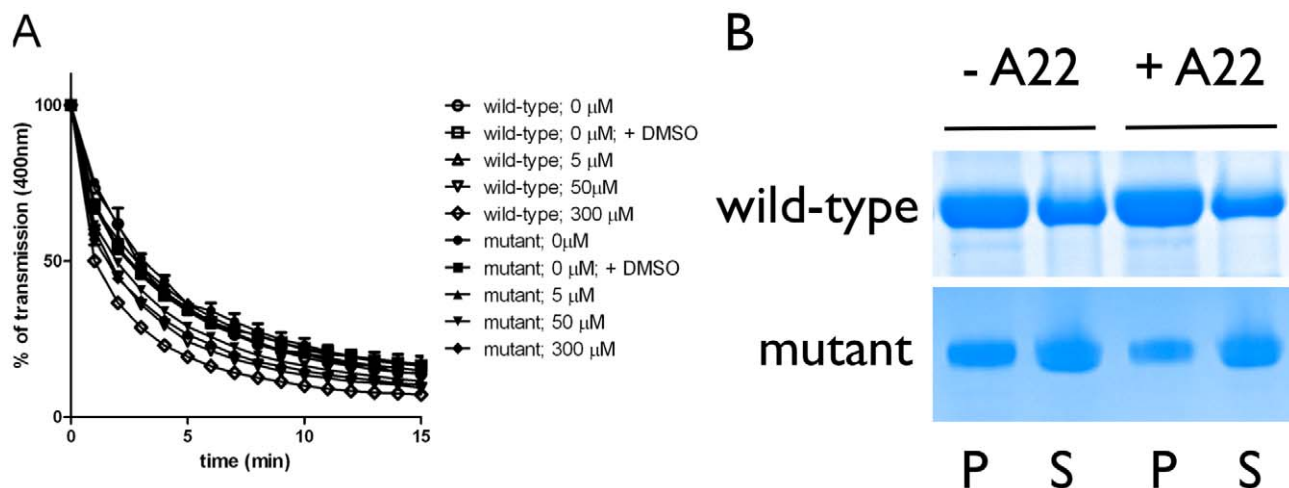 A
% of transmission (400nm)
100
50
0
0
5
10
15
time (min)
wild-type; 0 μM
wild-type; 0 μM; + DMSO
wild-type; 5 μM
wild-type; 50μM
wild-type; 300 μM
mutant; 0μM
mutant; 0 μM; + DMSO
mutant; 5 μM
mutant; 50 μM
mutant; 300 μM
B
- A22 + A22
wild-type
mutant
P S P S